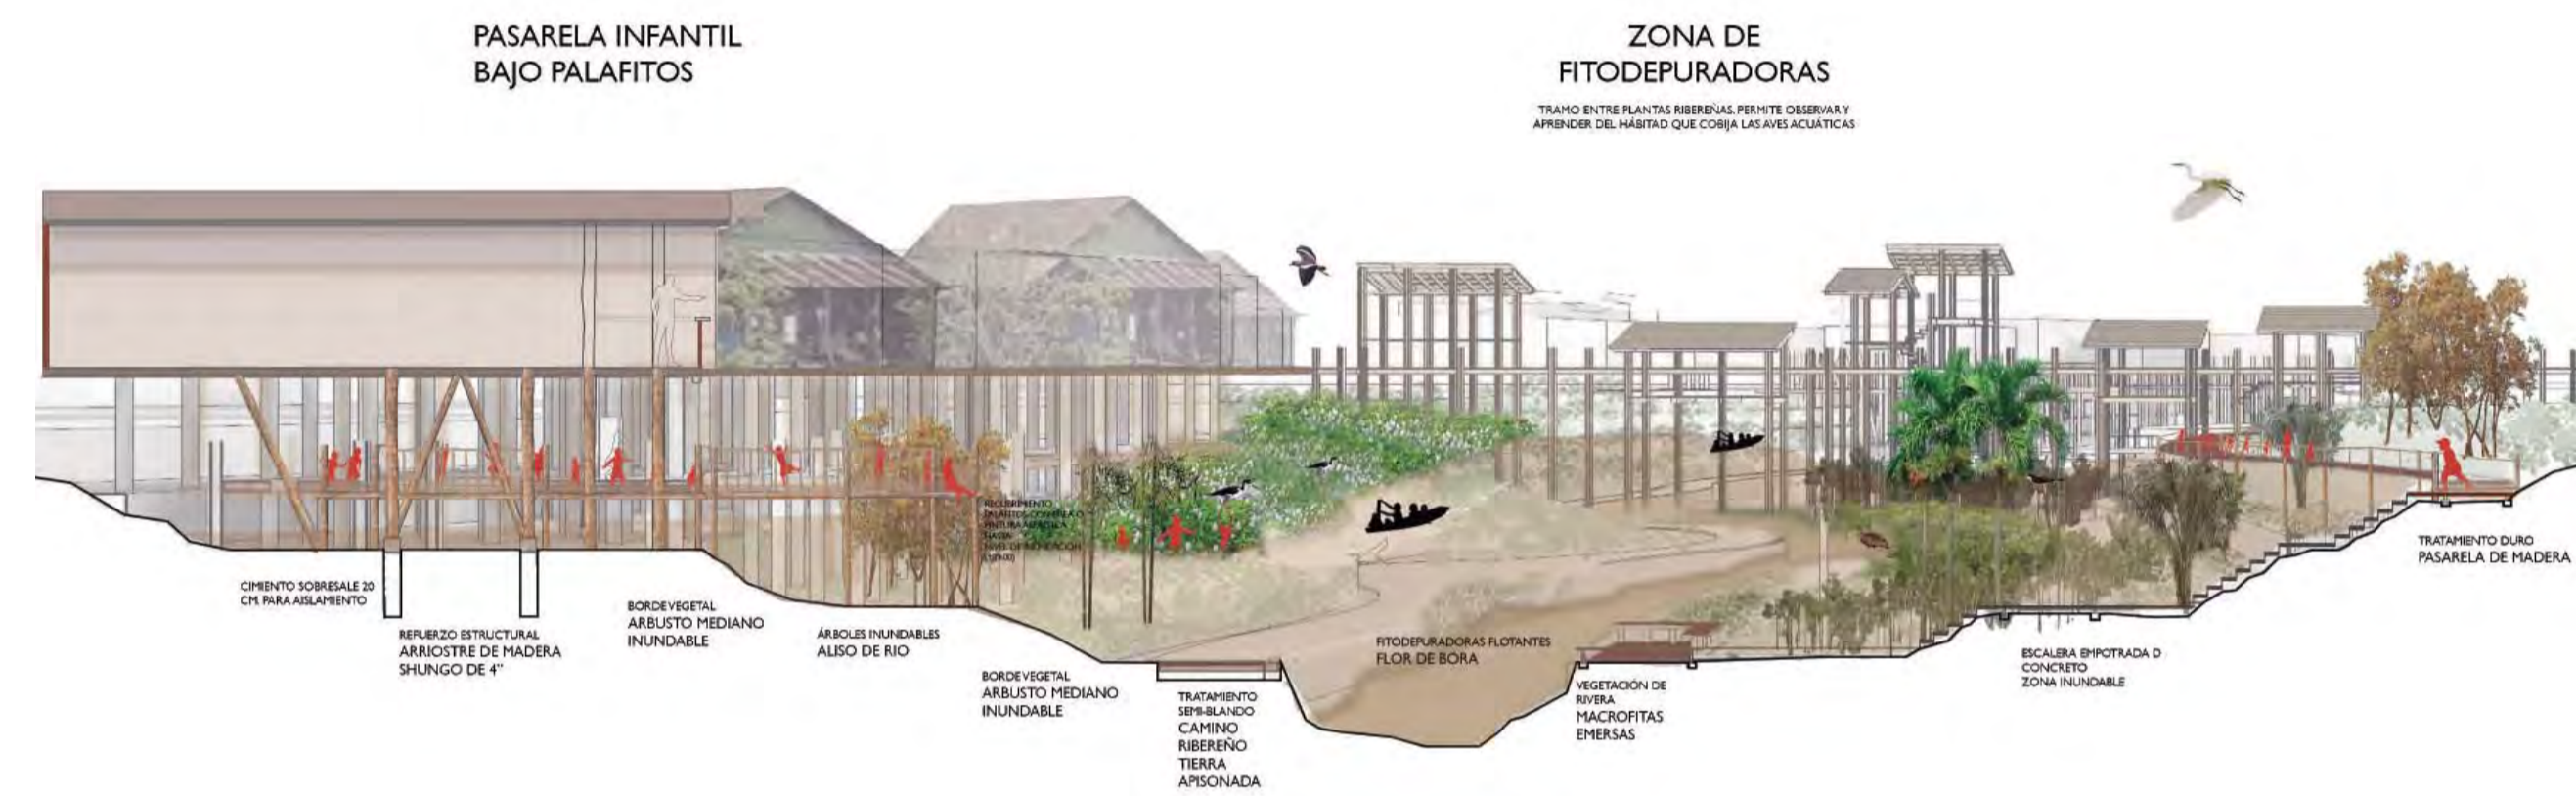 PASARELA INFANTIL
BAJO PALAFITOS
ZONA DE
FITODEPURADORAS
TRAMO ENTRE PLANTAS RIBEREÑAS. PERMITE OBSERVAR Y
APRENDER DEL HÁBITAD QUE COBIJA LAS AVES ACUÁTICAS
RECUBRIMIENTO
HASTA
CIMIENTO SOBRESALE 20
CM. PARA AISLAMIENTO
REFUERZO ESTRUCTURAL
ARRIOSTRE DE MADERA
SHUNGO DE 4"
BORDE VEGETAL
ARBUSTO MEDIANO
INUNDABLE
ÁRBOLES INUNDABLES
ALISO DE RIO
BORDE VEGETAL
ARBUSTO MEDIANO
INUNDABLE
TRATAMIENTO
SEMI-BLANDO
CAMINO
RIBEREÑO
TIERRA
APISONADA
FITODEPURADORAS FLOTANTES
FLOR DE BORA
VEGETACIÓN DE
RIVERA
MACROFITAS
EMERSAS
ESCALERA EMPOTRADA D
CONCRETO
ZONA INUNDABLE
TRATAMIENTO DURO
PASARELA DE MADERA